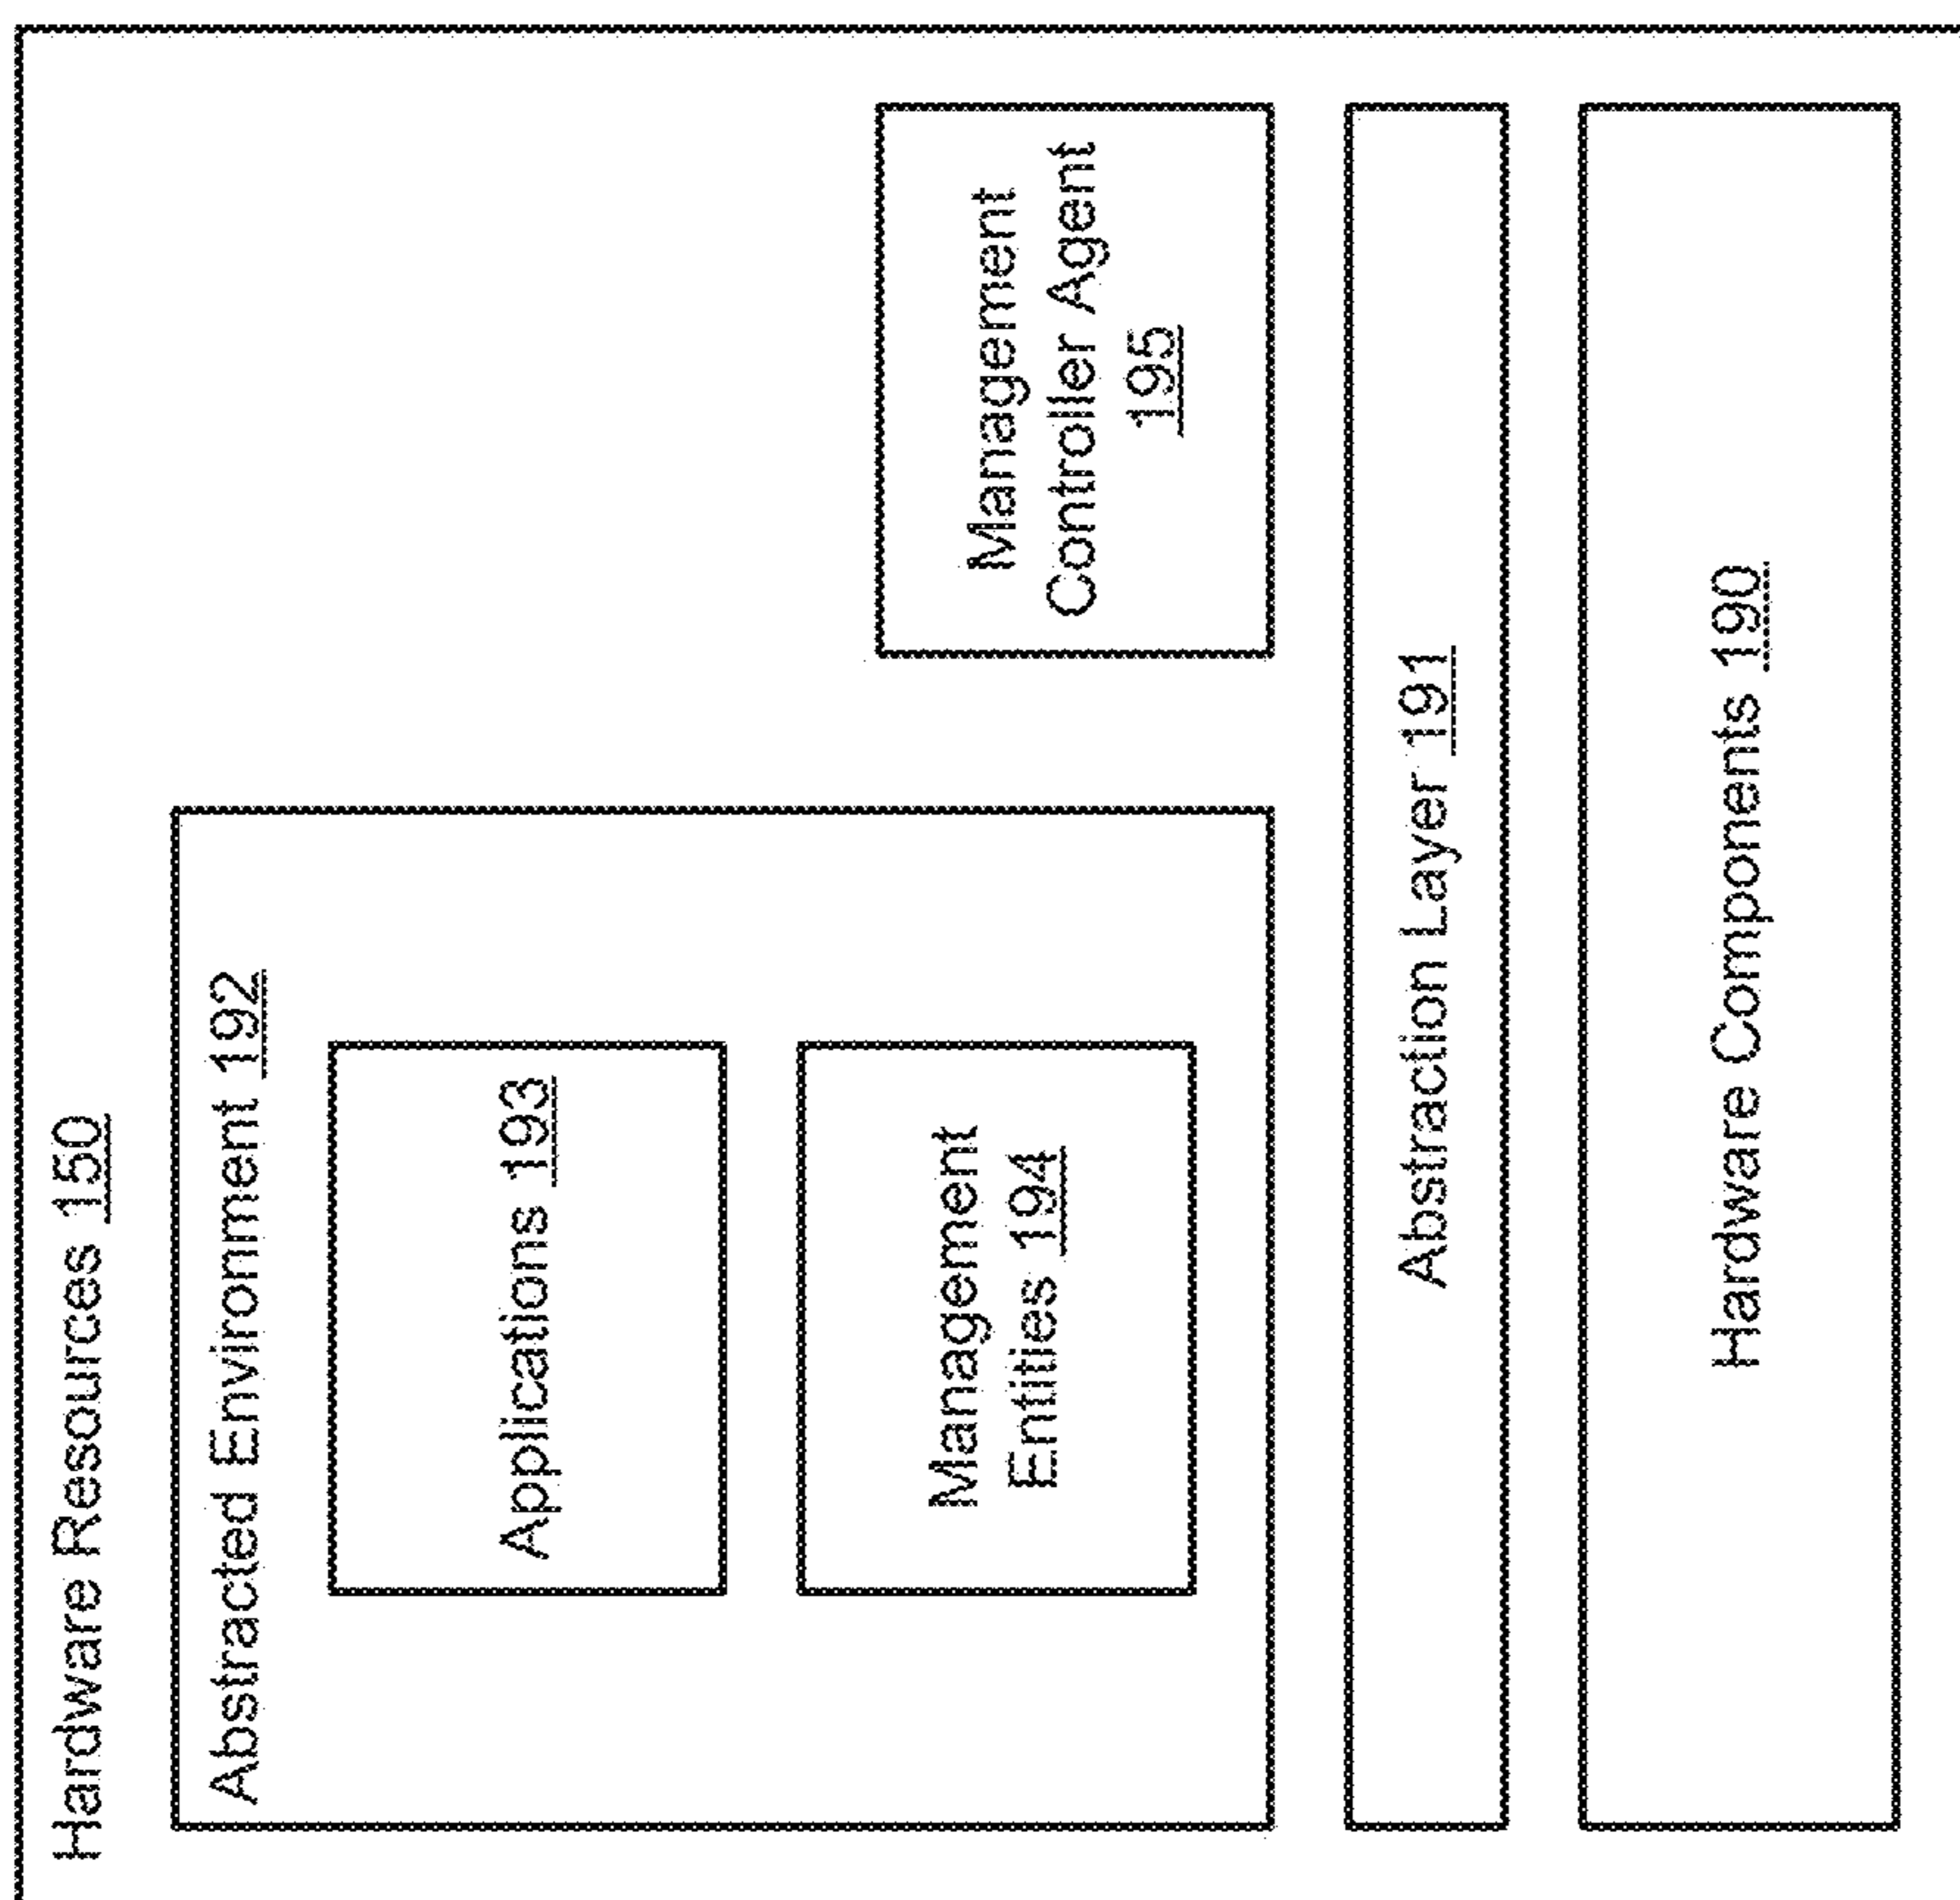 Hardware Resources 150
Abstracted Environment 192
Applications 193
Management
Entities 194
Management
Controller Agent
195
Abstraction Layer 191
Hardware Components 190